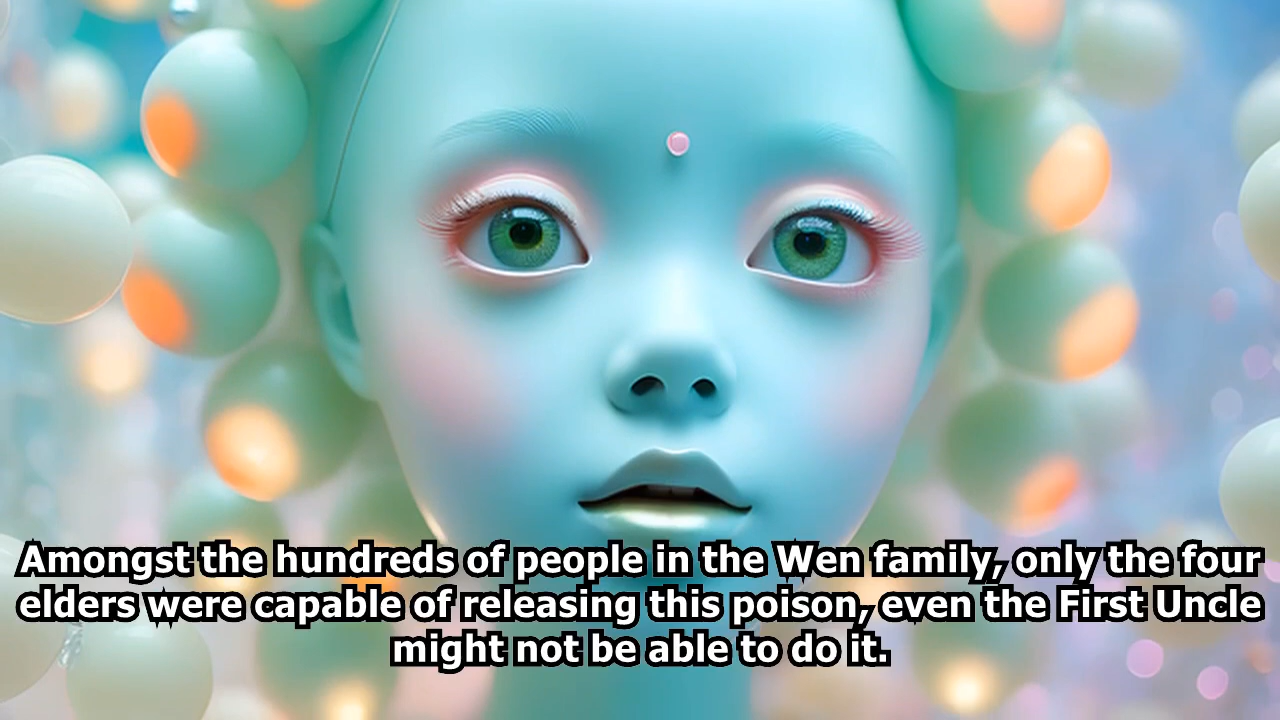 Amongst the hundreds of people in the Wen family, only the four
elders were capable of releasing this poison, even the First Uncle
might not be able to do it.